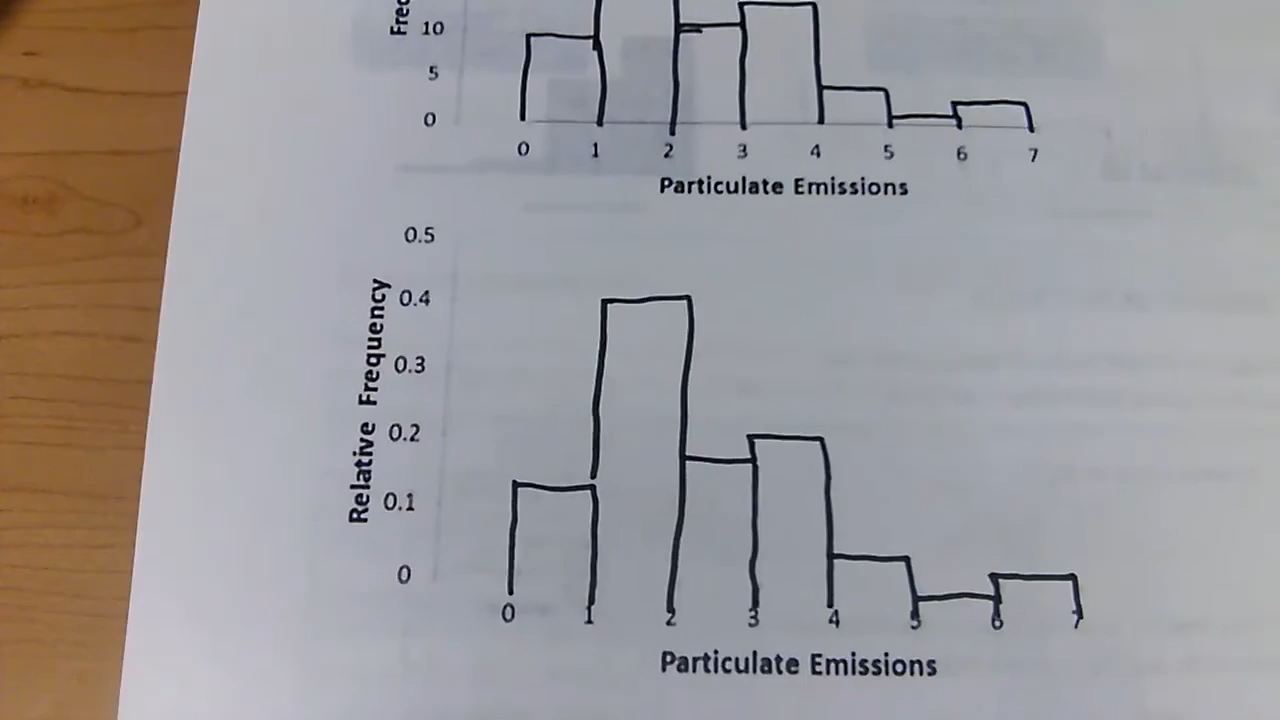 Freq
10
5
0
0 1 2 3 4 5 6 7
Particulate Emissions
0.5
0.4
0.3
0.2
0.1
0
Relative Frequency
0 1 2 3 4 5 6 7
Particulate Emissions